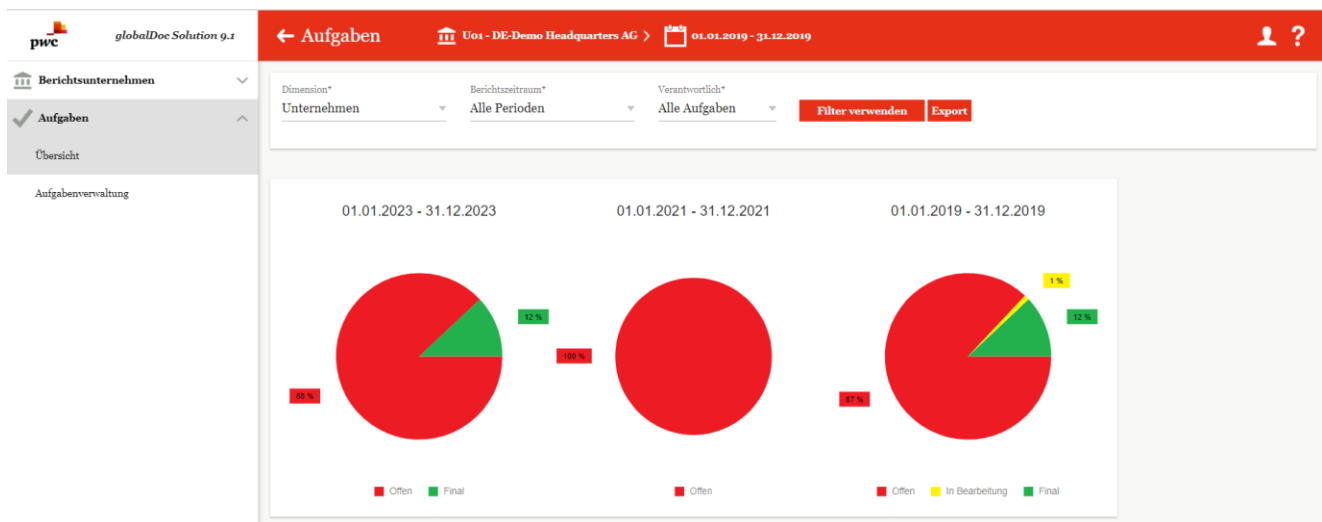 pwc
globalDoc Solution 9.1
Aufgaben
U01 - DE-Demo Headquarters AG
01.01.2019 - 31.12.2019
?
Berichtsunternehmen
Aufgaben
Übersicht
Aufgabenverwaltung
Dimension*
Unternehmen
Berichtszeitraum*
Alle Perioden
Verantwortlich*
Alle Aufgaben
Filter verwenden
Export
01.01.2023 - 31.12.2023
12 %
88 %
Offen
Final
01.01.2021 - 31.12.2021
100 %
Offen
01.01.2019 - 31.12.2019
1 %
12 %
87 %
Offen
In Bearbeitung
Final